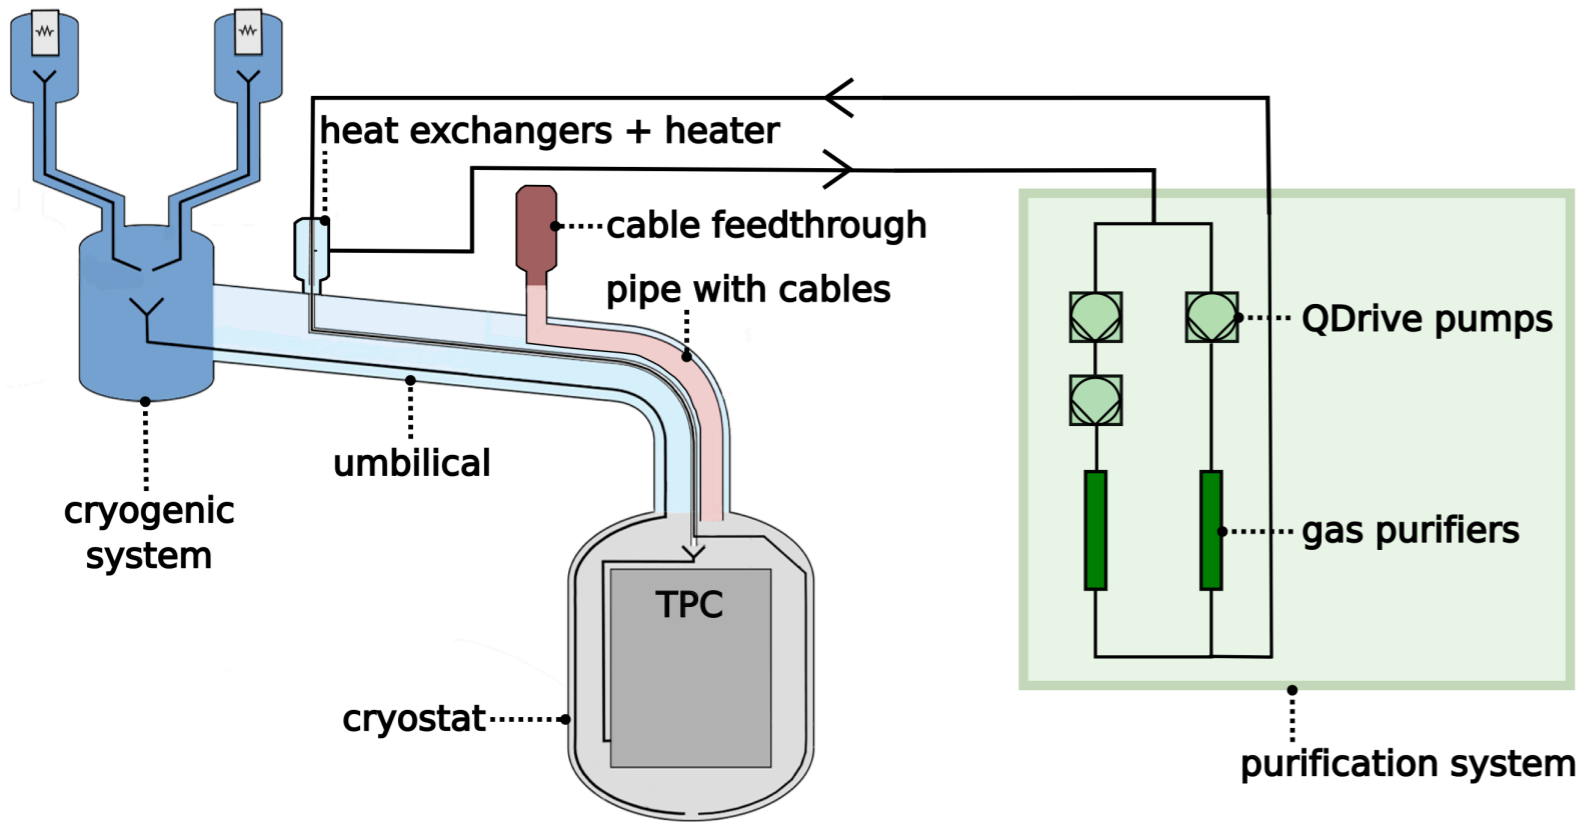 heat exchangers + heater
cable feedthrough
pipe with cables
QDrive pumps
umbilical
cryogenic
system
gas purifiers
TPC
cryostat
purification system